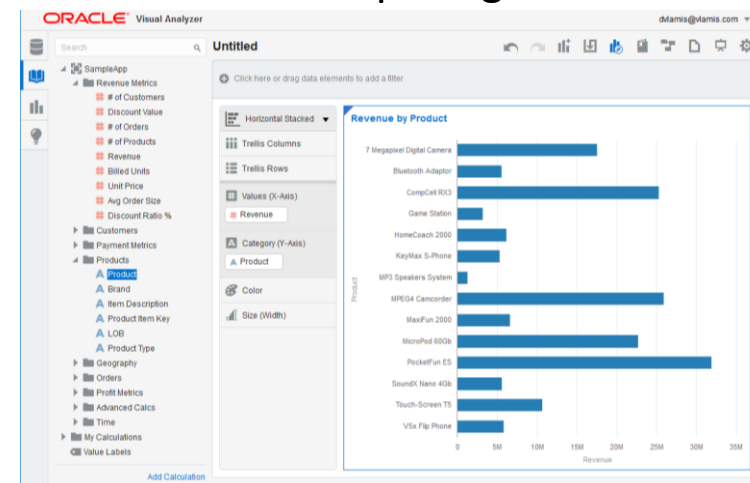 ORACLE Visual Analyzer
dvlamis@vlamis.com
Search
Untitled
SampleApp
Revenue Metrics
# of Customers
Discount Value
# of Orders
# of Products
Revenue
Billed Units
Unit Price
Avg Order Size
Discount Ratio %
Customers
Payment Metrics
Products
Product
Brand
Item Description
Product Item Key
LOB
Product Type
Geography
Orders
Profit Metrics
Advanced Calcs
Time
My Calculations
Value Labels
Add Calculation
Click here or drag data elements to add a filter
Horizontal Stacked
Trellis Columns
Trellis Rows
Values (X-Axis)
Revenue
Category (Y-Axis)
Product
Color
Size (Width)
Revenue by Product
7 Megapixel Digital Camera
Bluetooth Adaptor
CompCell RX3
Game Station
HomeCoach 2000
KeyMax S-Phone
MP3 Speakers System
MPEG4 Camcorder
MaxiFun 2000
MicroPod 60Gb
PocketFun ES
SoundX Nano 4Gb
Touch-Screen T5
V5x Flip Phone
Product
0 5M 10M 15M 20M 25M 30M 35M
Revenue